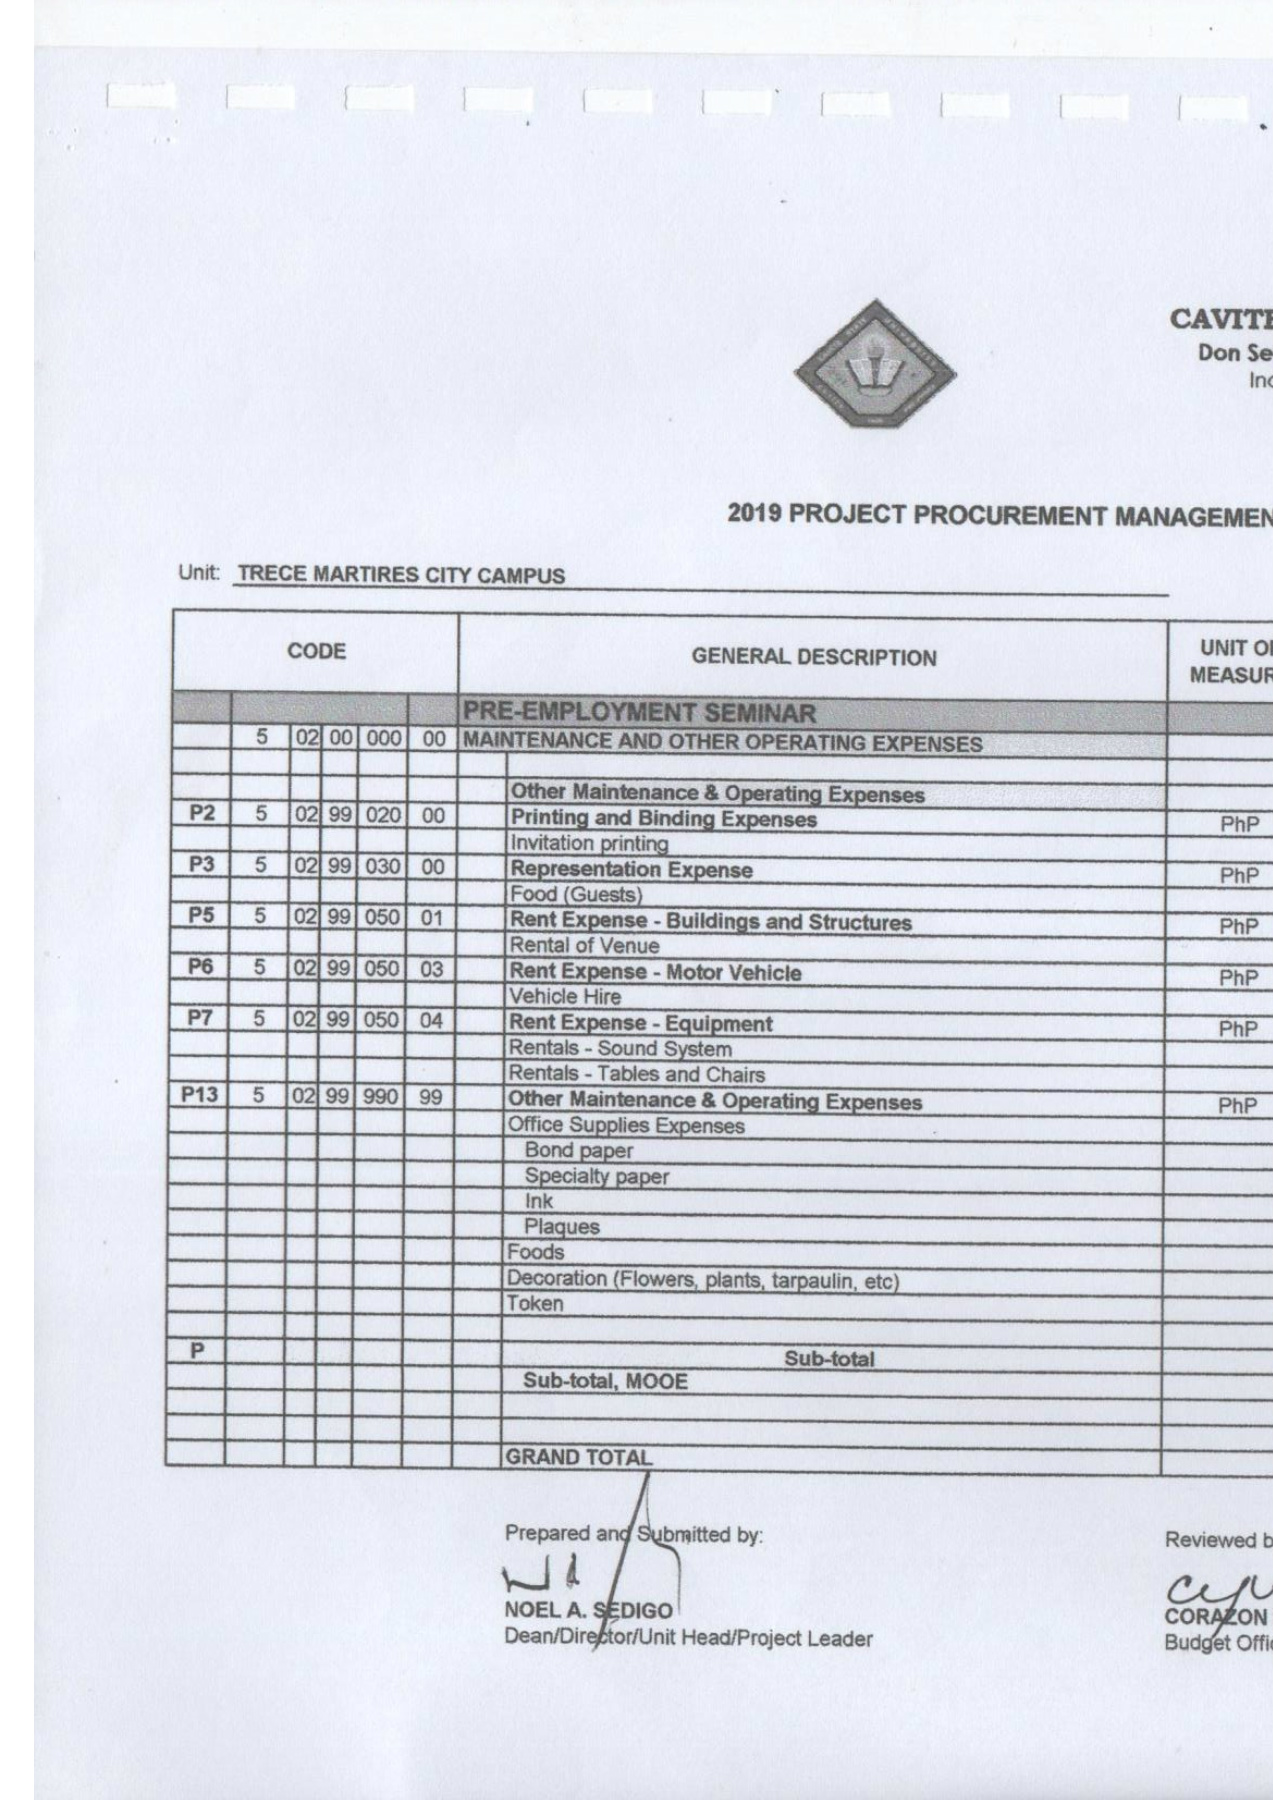 CAVITE
Don Se
Ind
2019 PROJECT PROCUREMENT MANAGEMEN
Unit: TRECE MARTIRES CITY CAMPUS
CODE GENERAL DESCRIPTION UNIT OF
MEASUR
PRE-EMPLOYMENT SEMINAR
5 02 00 000 00 MAINTENANCE AND OTHER OPERATING EXPENSES
Other Maintenance & Operating Expenses
P2 5 02 99 020 00 Printing and Binding Expenses PhP
Invitation printing
P3 5 02 99 030 00 Representation Expense PhP
Food (Guests)
P5 5 02 99 050 01 Rent Expense - Buildings and Structures PhP
Rental of Venue
P6 5 02 99 050 03 Rent Expense - Motor Vehicle PhP
Vehicle Hire
P7 5 02 99 050 04 Rent Expense - Equipment PhP
Rentals - Sound System
Rentals - Tables and Chairs
P13 5 02 99 990 99 Other Maintenance & Operating Expenses PhP
Office Supplies Expenses
Bond paper
Specialty paper
Ink
Plaques
Foods
Decoration (Flowers, plants, tarpaulin, etc)
Token
P Sub-total
Sub-total, MOOE
GRAND TOTAL
Prepared and Submitted by: Reviewed b
NOEL A. SEDIGO CORAZON
Dean/Director/Unit Head/Project Leader Budget Offic